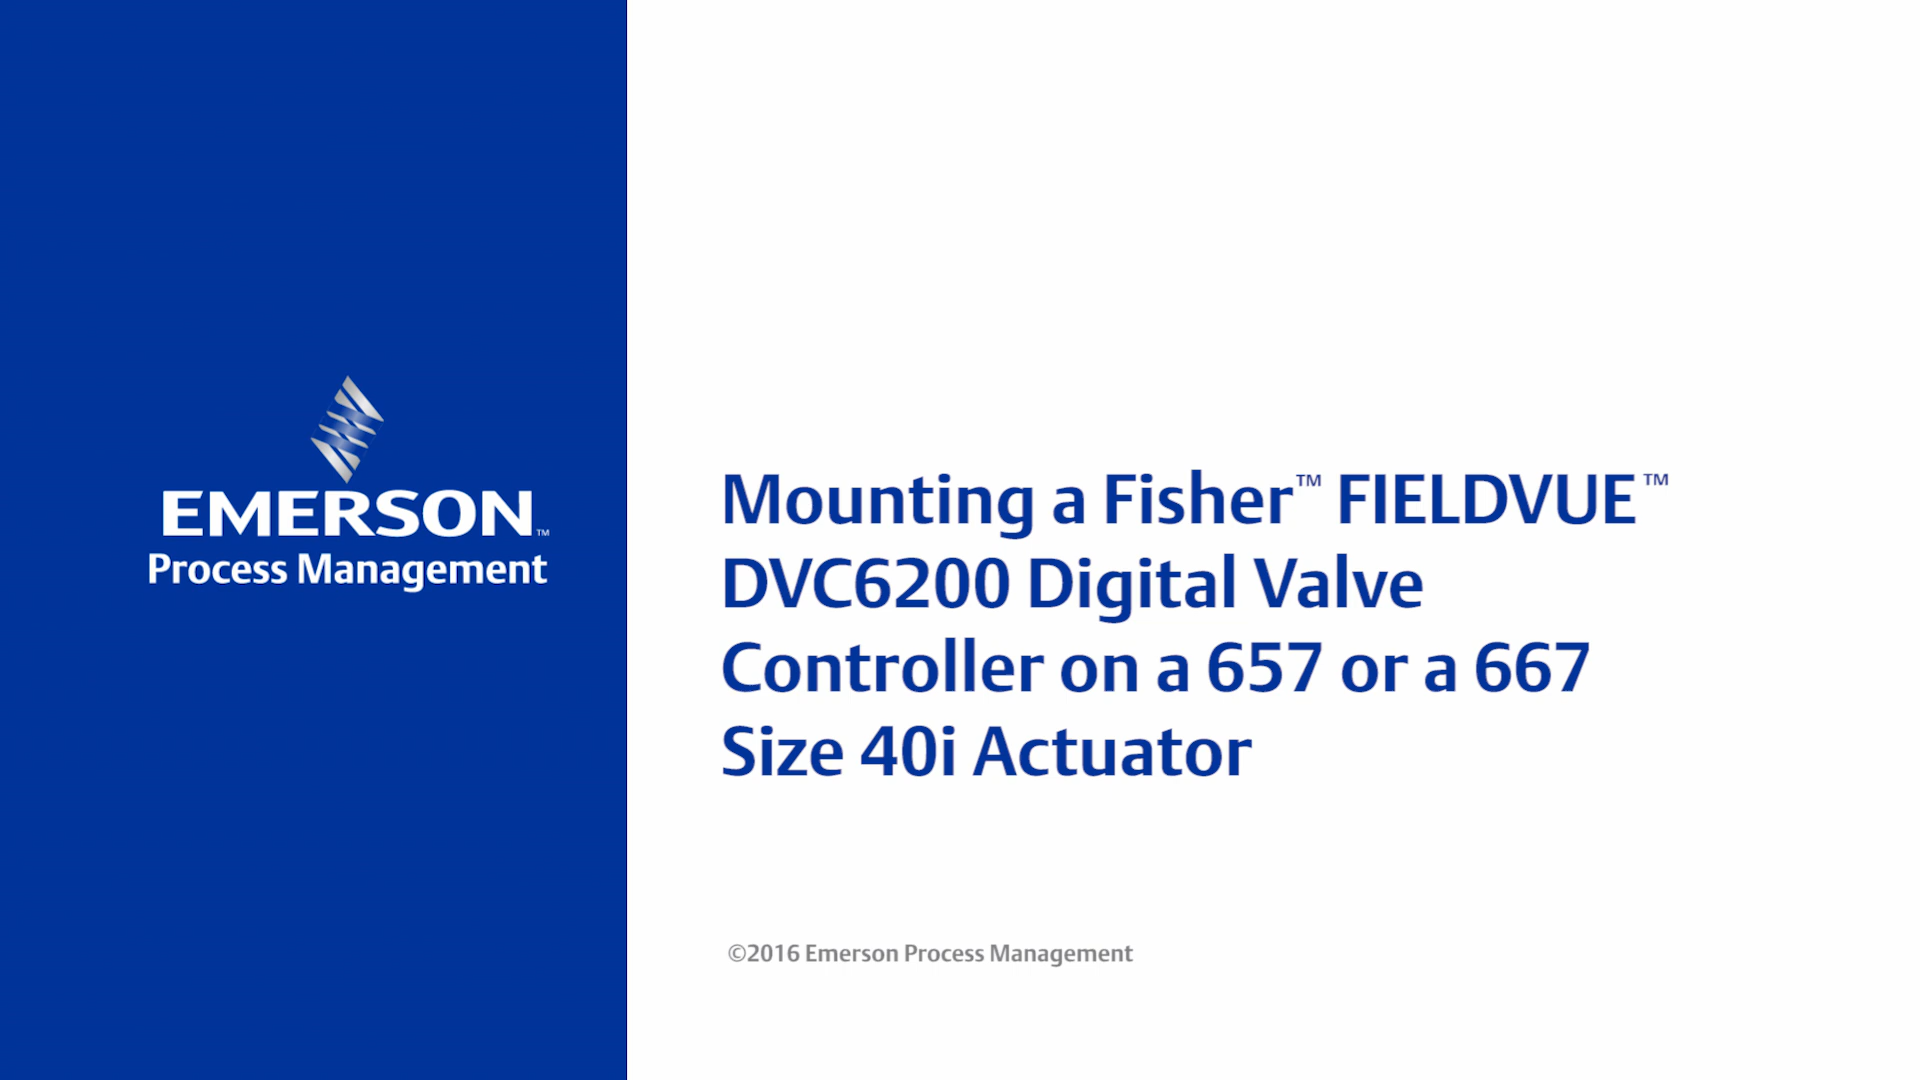 EMERSON™
Process Management
Mounting a Fisher™ FIELDVUE™
DVC6200 Digital Valve
Controller on a 657 or a 667
Size 40i Actuator
©2016 Emerson Process Management